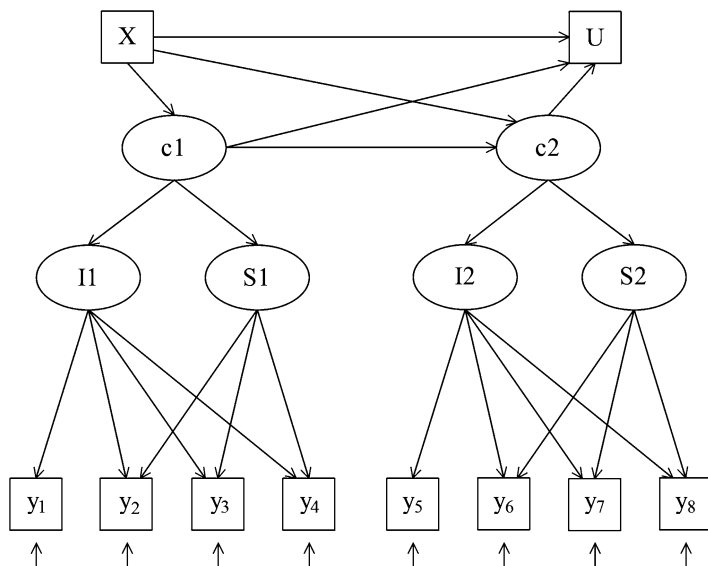 X U
c1 c2
I1 S1 I2 S2
y₁ y₂ y₃ y₄ y₅ y₆ y₇ y₈